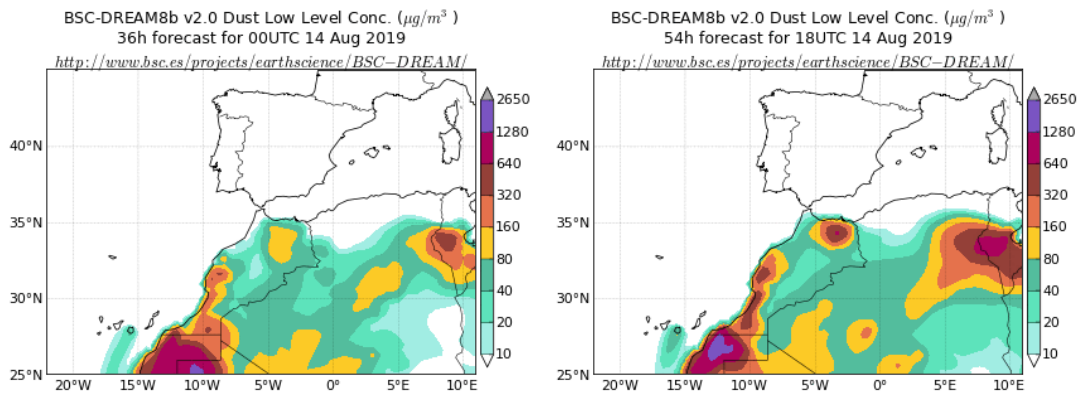 BSC-DREAM8b v2.0 Dust Low Level Conc. (μg/m³ )
36h forecast for 00UTC 14 Aug 2019
http://www.bsc.es/projects/earthscience/BSC−DREAM/
40°N
35°N
30°N
25°N
20°W
15°W
10°W
5°W
0°
5°E
10°E
2650
1280
640
320
160
80
40
20
10
BSC-DREAM8b v2.0 Dust Low Level Conc. (μg/m³ )
54h forecast for 18UTC 14 Aug 2019
http://www.bsc.es/projects/earthscience/BSC−DREAM/
40°N
35°N
30°N
25°N
20°W
15°W
10°W
5°W
0°
5°E
10°E
2650
1280
640
320
160
80
40
20
10